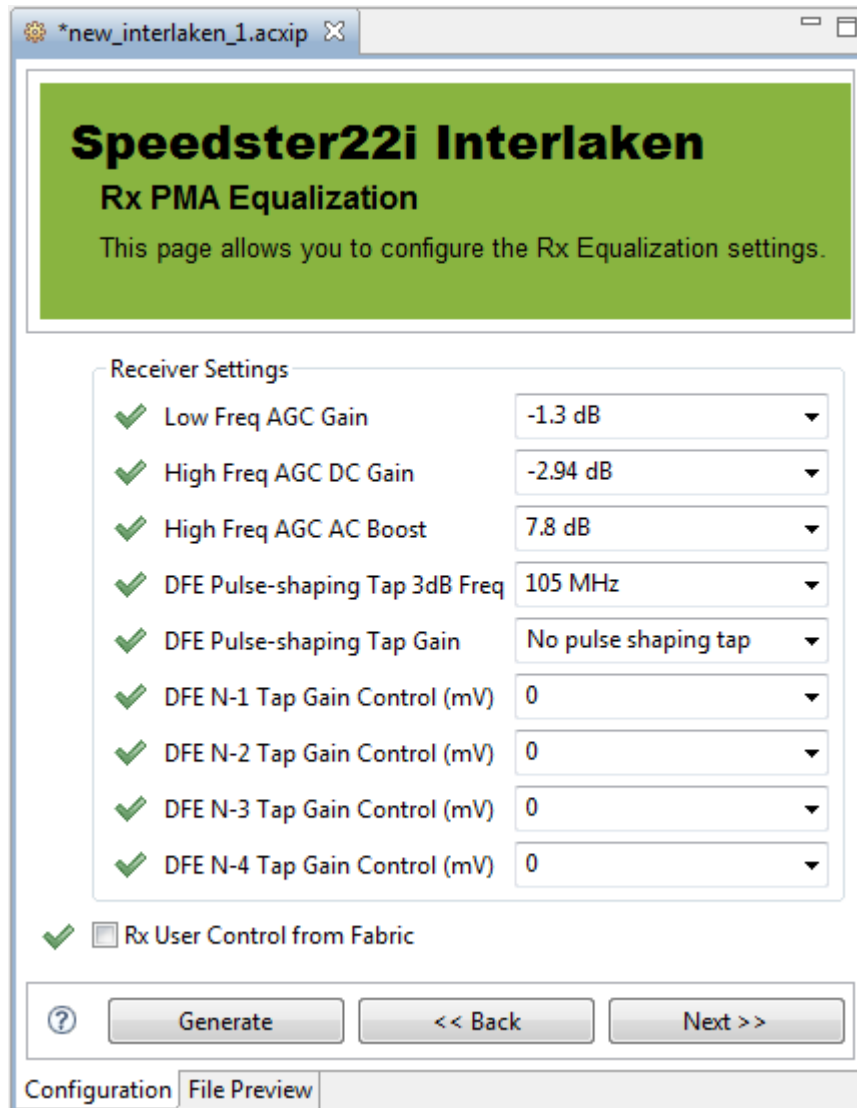 *new_interlaken_1.acxip
Speedster22i Interlaken
Rx PMA Equalization
This page allows you to configure the Rx Equalization settings.
Receiver Settings
Low Freq AGC Gain -1.3 dB
High Freq AGC DC Gain -2.94 dB
High Freq AGC AC Boost 7.8 dB
DFE Pulse-shaping Tap 3dB Freq 105 MHz
DFE Pulse-shaping Tap Gain No pulse shaping tap
DFE N-1 Tap Gain Control (mV) 0
DFE N-2 Tap Gain Control (mV) 0
DFE N-3 Tap Gain Control (mV) 0
DFE N-4 Tap Gain Control (mV) 0
Rx User Control from Fabric
? Generate << Back Next >>
Configuration File Preview